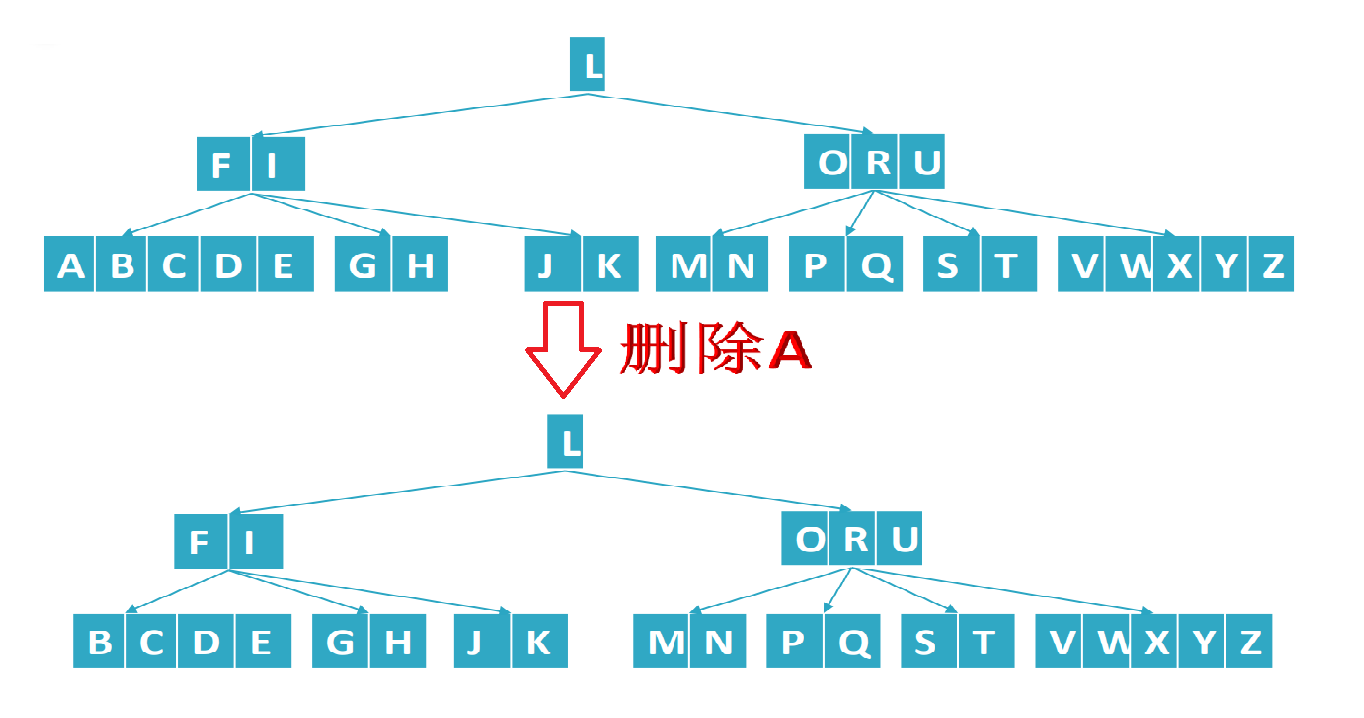 L
F I O R U
A B C D E G H J K M N P Q S T V W X Y Z
删除A
L
F I O R U
B C D E G H J K M N P Q S T V W X Y Z